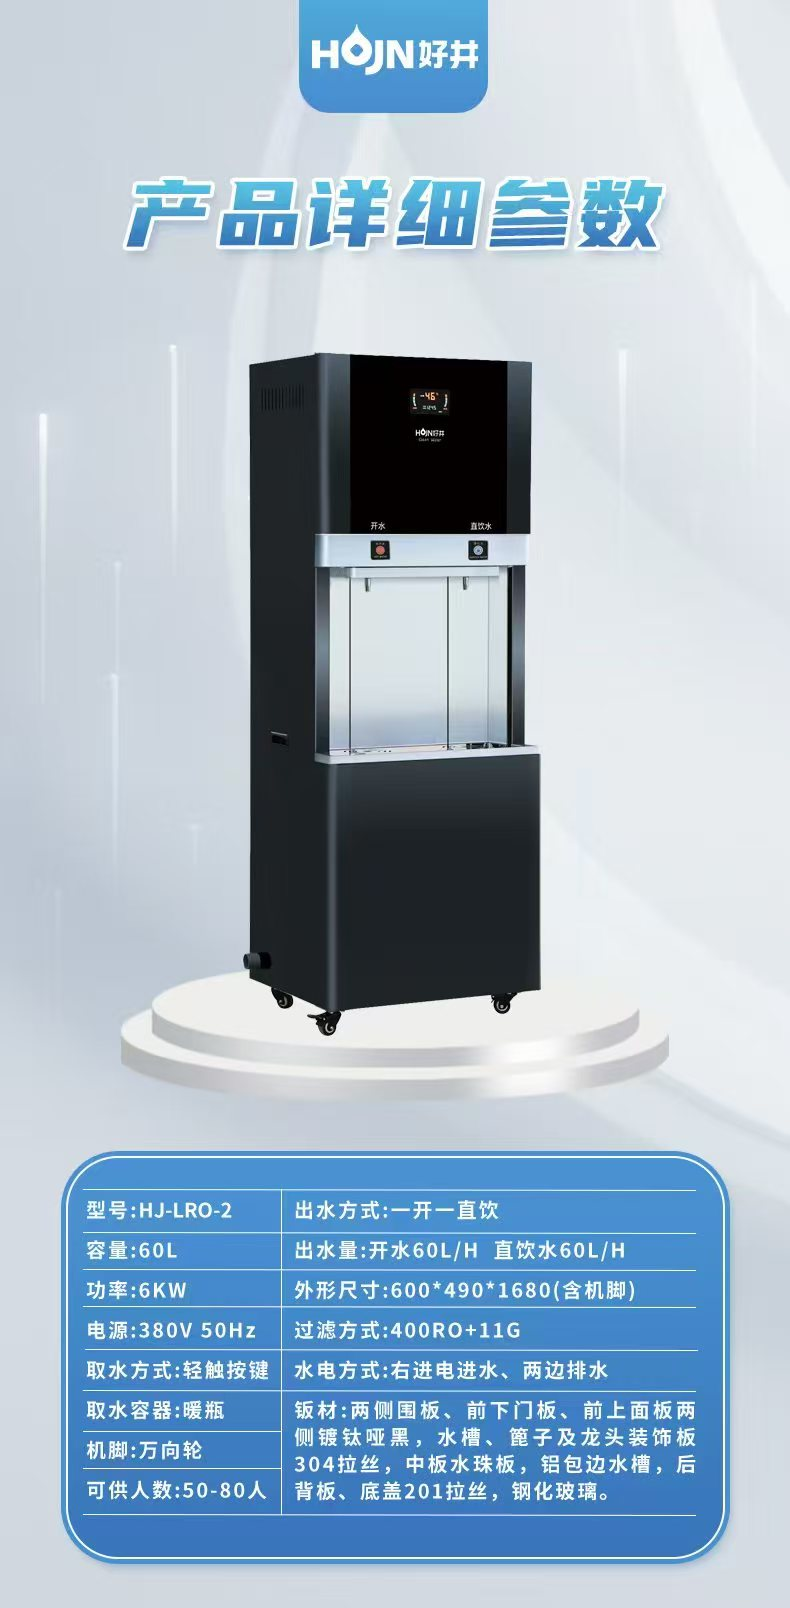 HOJN好井
产品详细参数
-46
HOJN好井
开水
直饮水
型号:HJ-LRO-2
出水方式:一开一直饮
容量:60L
出水量:开水60L/H 直饮水60L/H
功率:6KW
外形尺寸:600*490*1680(含机脚)
电源:380V 50Hz
过滤方式:400RO+11G
取水方式:轻触按键
水电方式:右进电进水、两边排水
取水容器:暖瓶
机脚:万向轮
可供人数:50-80人
钣材:两侧围板、前下门板、前上面板两
侧镀钛哑黑，水槽、篦子及龙头装饰板
304拉丝，中板水珠板，铝包边水槽，后
背板、底盖201拉丝，钢化玻璃。